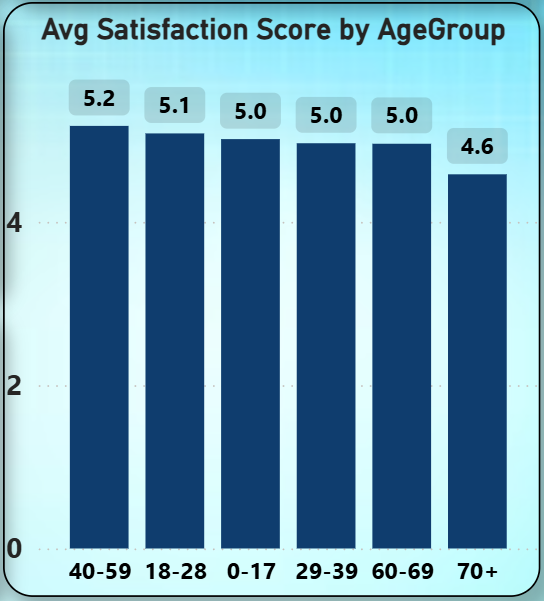 Avg Satisfaction Score by AgeGroup
5.2 5.1 5.0 5.0 5.0 4.6
4
2
0
40-59 18-28 0-17 29-39 60-69 70+